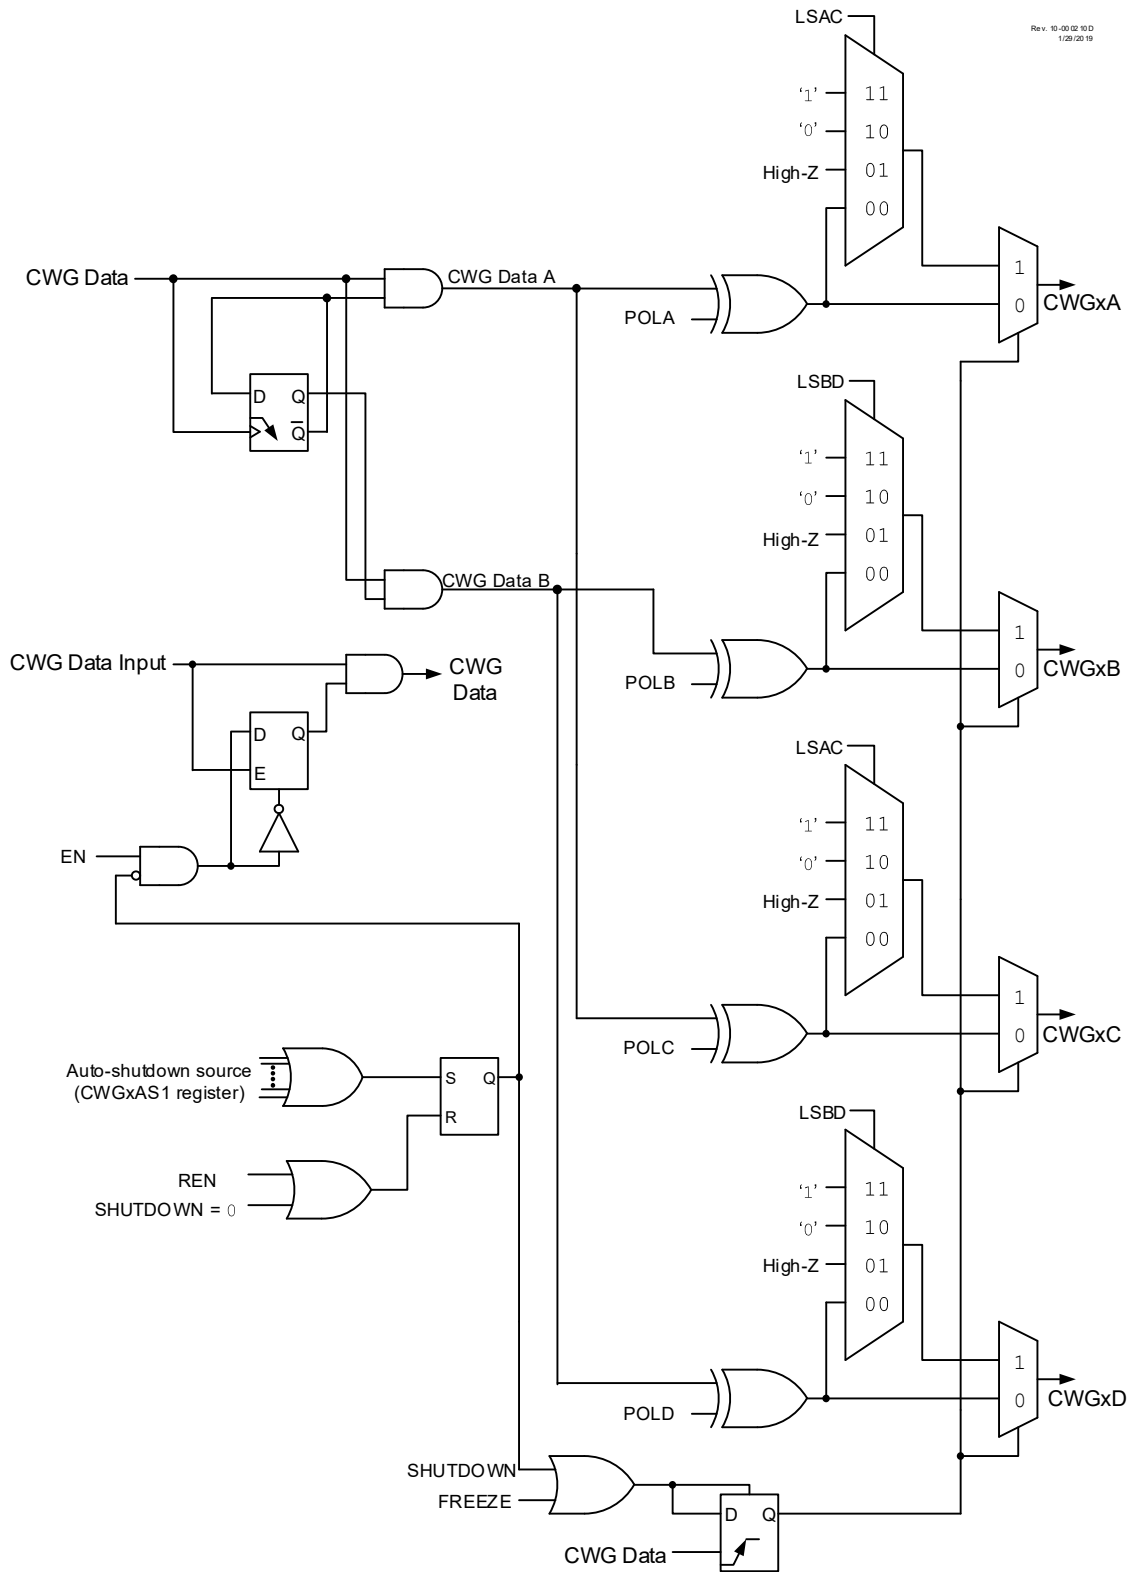 LSAC
Rev. 10-000210D
1/29/2019
‘1’
11
‘0’
10
High-Z
01
00
CWG Data
CWG Data A
1
POLA
0
CWGxA
LSBD
D
Q
Q
‘1’
11
‘0’
10
High-Z
01
00
CWG Data B
1
CWG Data Input
CWG
Data
POLB
0
CWGxB
D
Q
E
LSAC
‘1’
11
EN
‘0’
10
High-Z
01
00
1
POLC
0
CWGxC
Auto-shutdown source
(CWGxAS1 register)
S
Q
R
LSBD
REN
SHUTDOWN = 0
‘1’
11
‘0’
10
High-Z
01
00
1
POLD
0
CWGxD
SHUTDOWN
FREEZE
D
Q
CWG Data